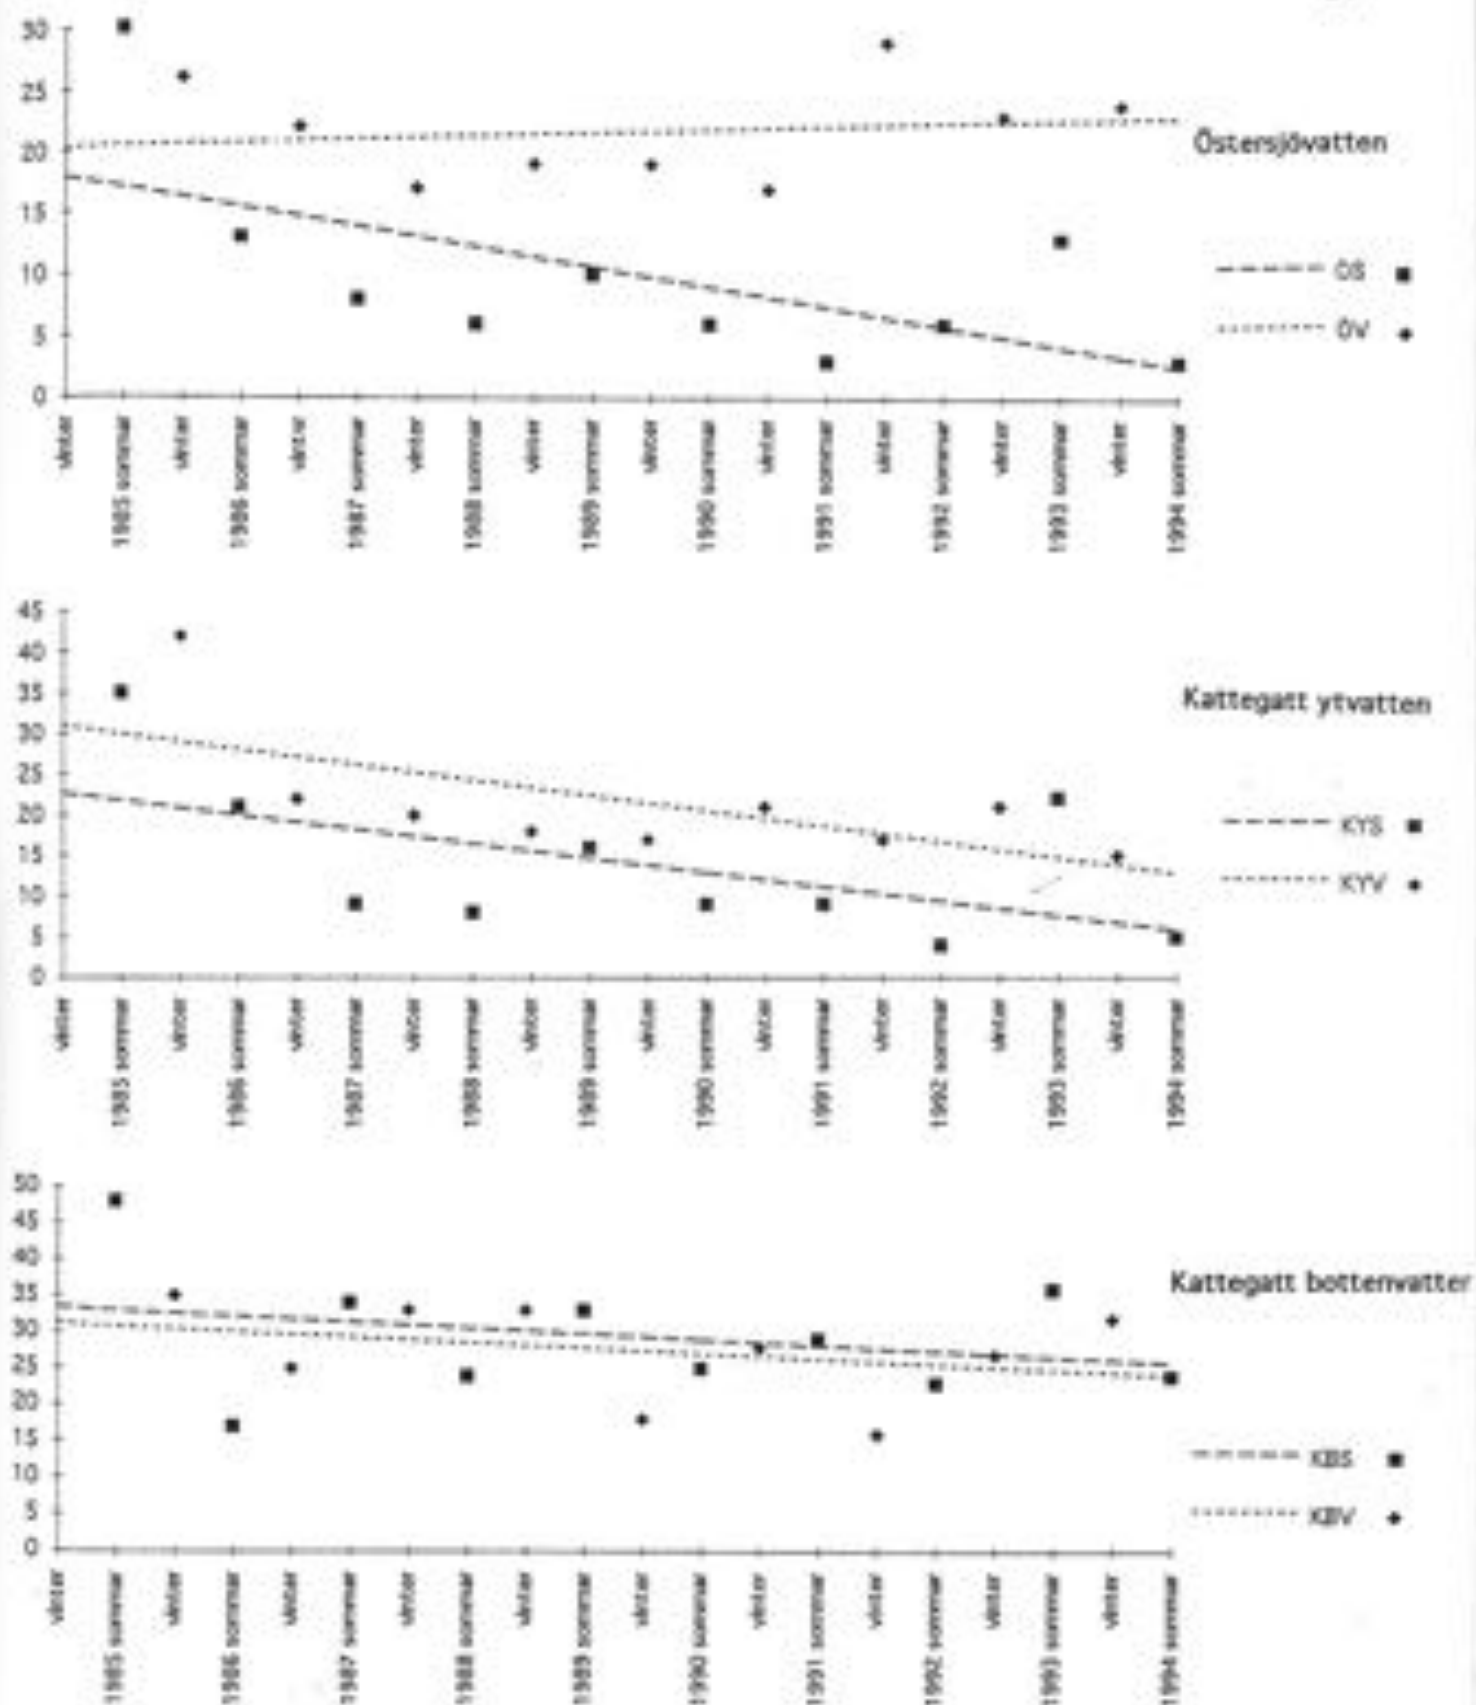 30
25
20
15
10
5
0
Östersjövatten
ÖS
ÖV
vinter
1985 sommar
vinter
1986 sommar
vinter
1987 sommar
vinter
1988 sommar
vinter
1989 sommar
vinter
1990 sommar
vinter
1991 sommar
vinter
1992 sommar
vinter
1993 sommar
vinter
1994 sommar
45
40
35
30
25
20
15
10
5
0
Kattegatt ytvatten
KYS
KYV
vinter
1985 sommar
vinter
1986 sommar
vinter
1987 sommar
vinter
1988 sommar
vinter
1989 sommar
vinter
1990 sommar
vinter
1991 sommar
vinter
1992 sommar
vinter
1993 sommar
vinter
1994 sommar
50
45
40
35
30
25
20
15
10
5
0
Kattegatt bottenvatter
KBS
KBV
vinter
1985 sommar
vinter
1986 sommar
vinter
1987 sommar
vinter
1988 sommar
vinter
1989 sommar
vinter
1990 sommar
vinter
1991 sommar
vinter
1992 sommar
vinter
1993 sommar
vinter
1994 sommar